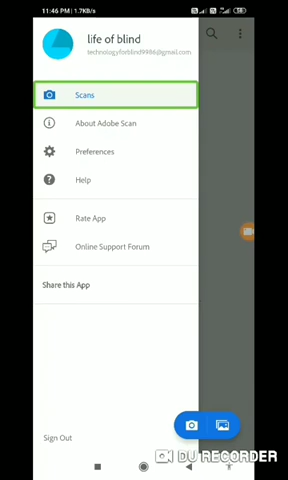 11:46 PM | 1.7KB/s
life of blind
technologyforblind9986@gmail.com
Scans
About Adobe Scan
Preferences
Help
Rate App
Online Support Forum
Share this App
Sign Out
DU RECORDER